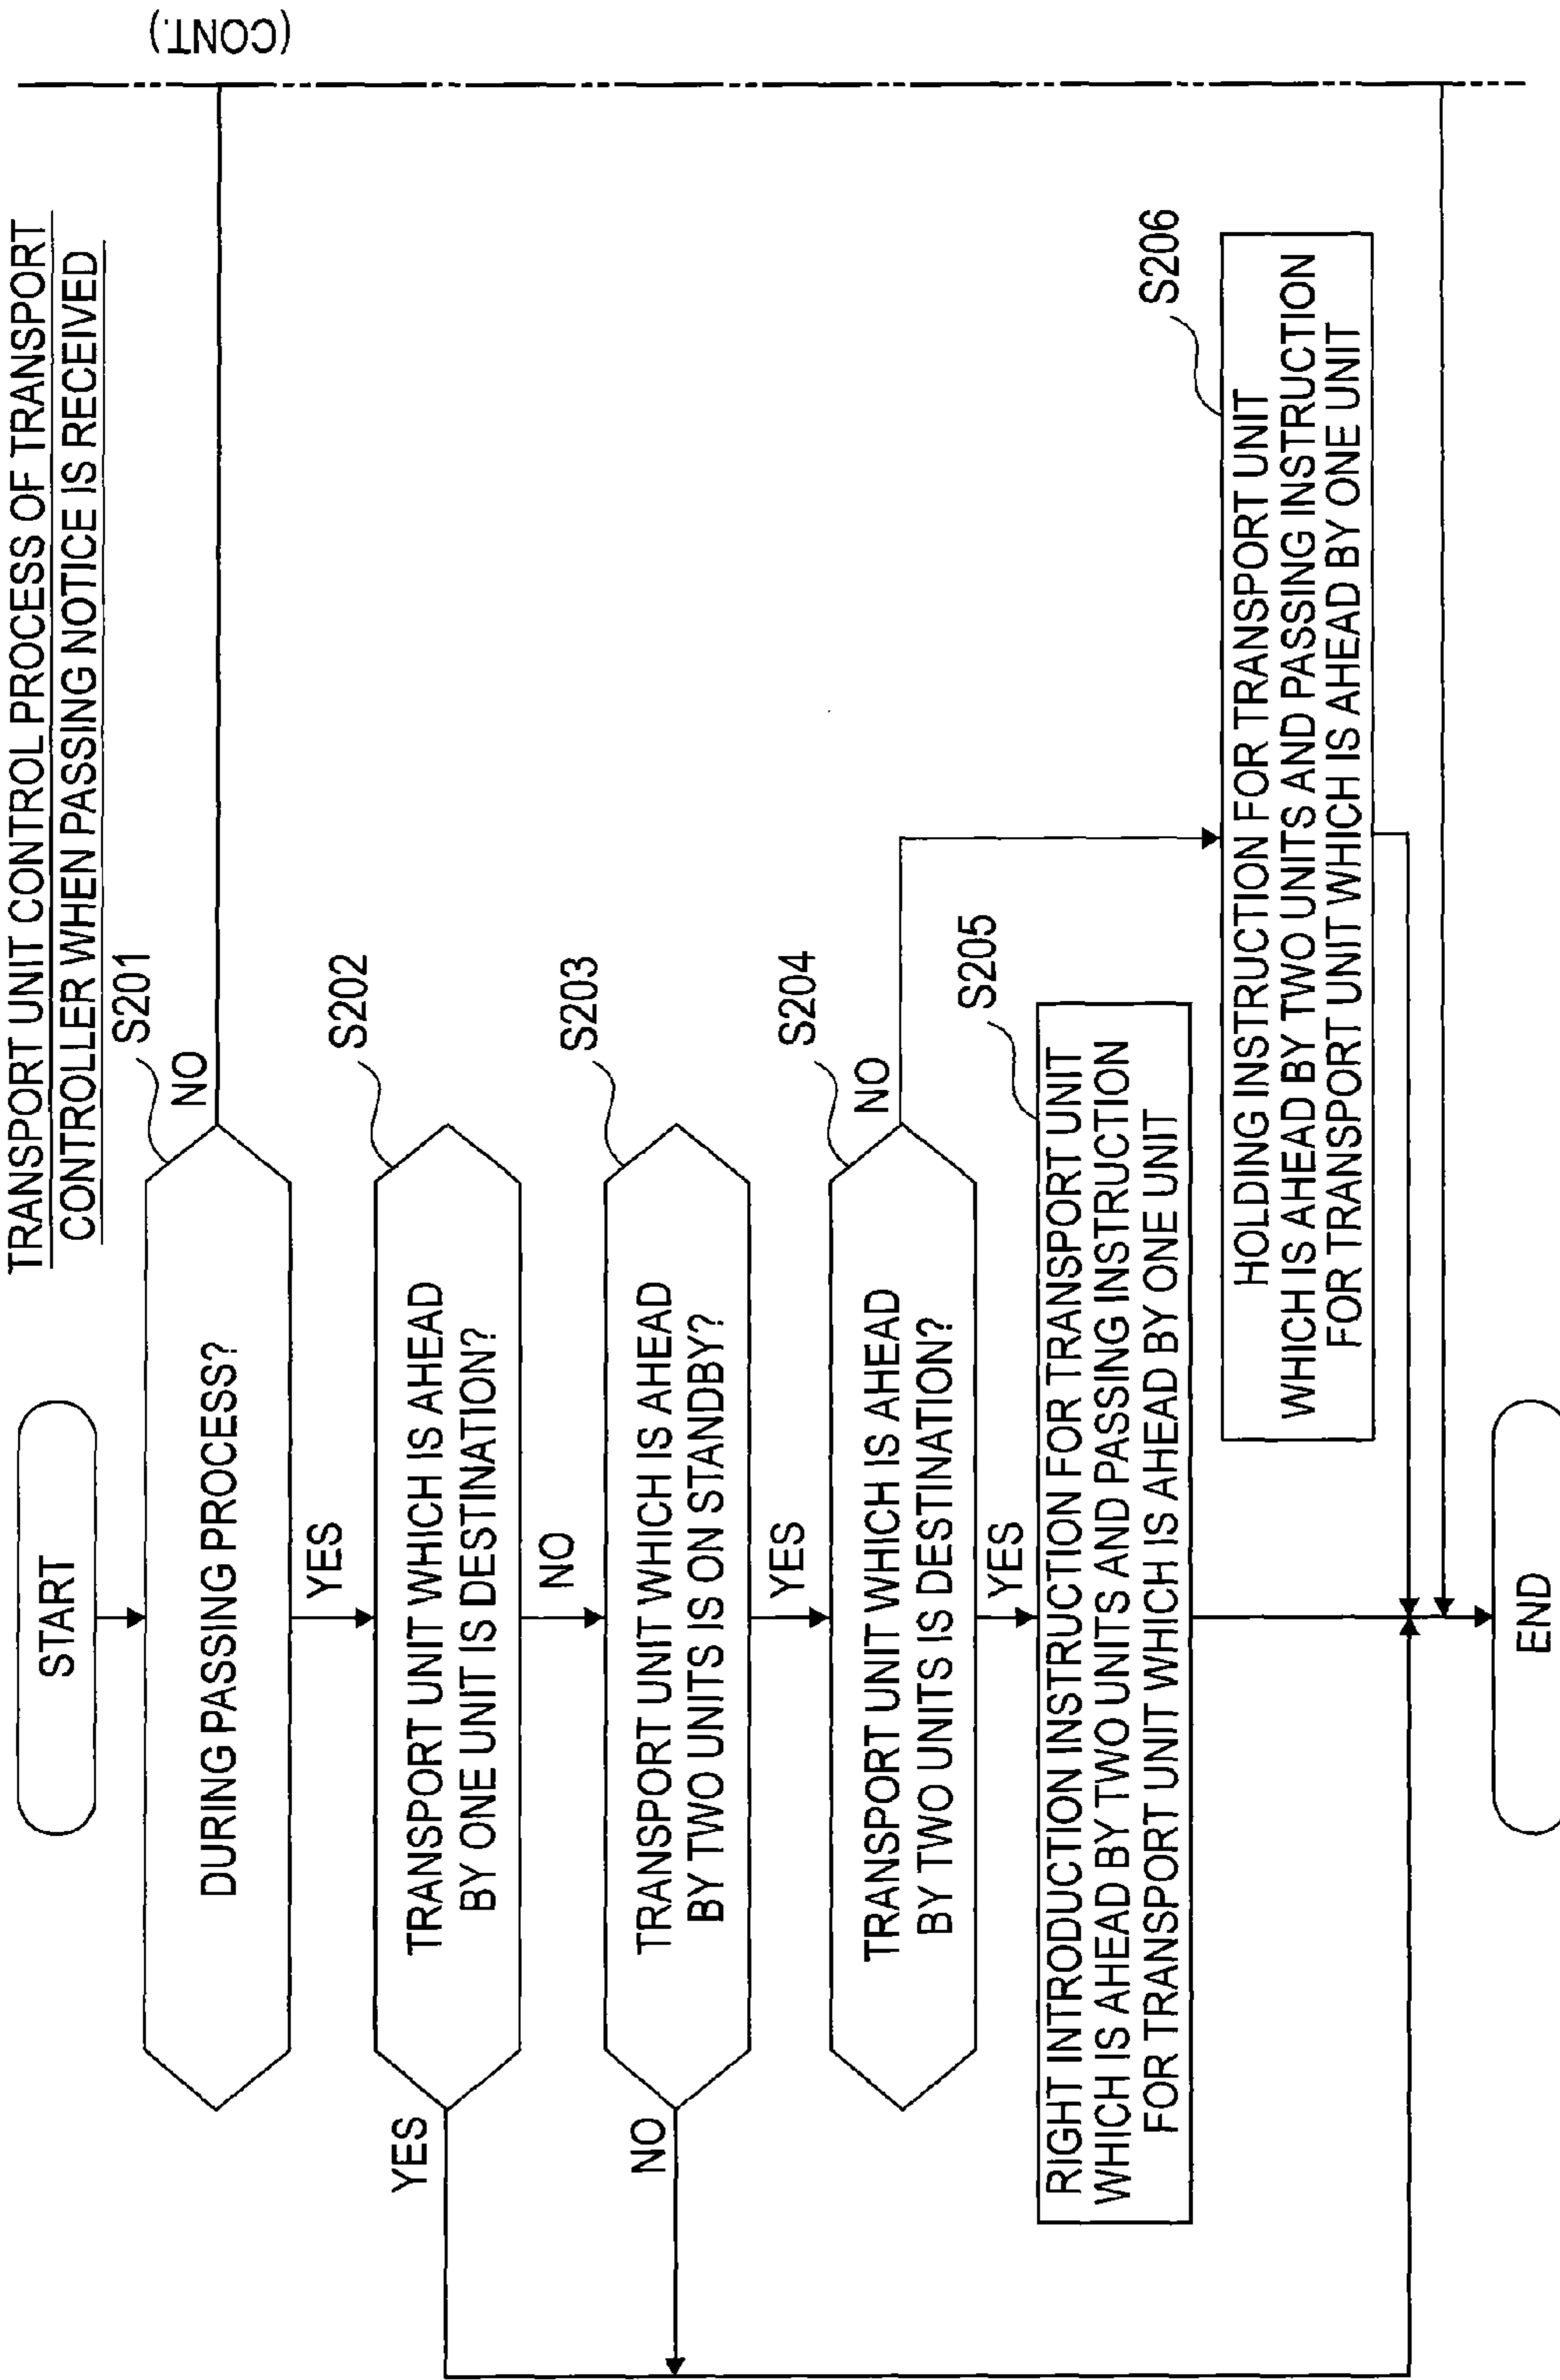 TRANSPORT UNIT CONTROL PROCESS OF TRANSPORT
CONTROLLER WHEN PASSING NOTICE IS RECEIVED
START
S201
DURING PASSING PROCESS?
NO
(CONT.)
YES
S202
TRANSPORT UNIT WHICH IS AHEAD
BY ONE UNIT IS DESTINATION?
YES
NO
S203
TRANSPORT UNIT WHICH IS AHEAD
BY TWO UNITS IS ON STANDBY?
NO
YES
S204
TRANSPORT UNIT WHICH IS AHEAD
BY TWO UNITS IS DESTINATION?
NO
YES
S205
RIGHT INTRODUCTION INSTRUCTION FOR TRANSPORT UNIT
WHICH IS AHEAD BY TWO UNITS AND PASSING INSTRUCTION
FOR TRANSPORT UNIT WHICH IS AHEAD BY ONE UNIT
S206
HOLDING INSTRUCTION FOR TRANSPORT UNIT
WHICH IS AHEAD BY TWO UNITS AND PASSING INSTRUCTION
FOR TRANSPORT UNIT WHICH IS AHEAD BY ONE UNIT
END